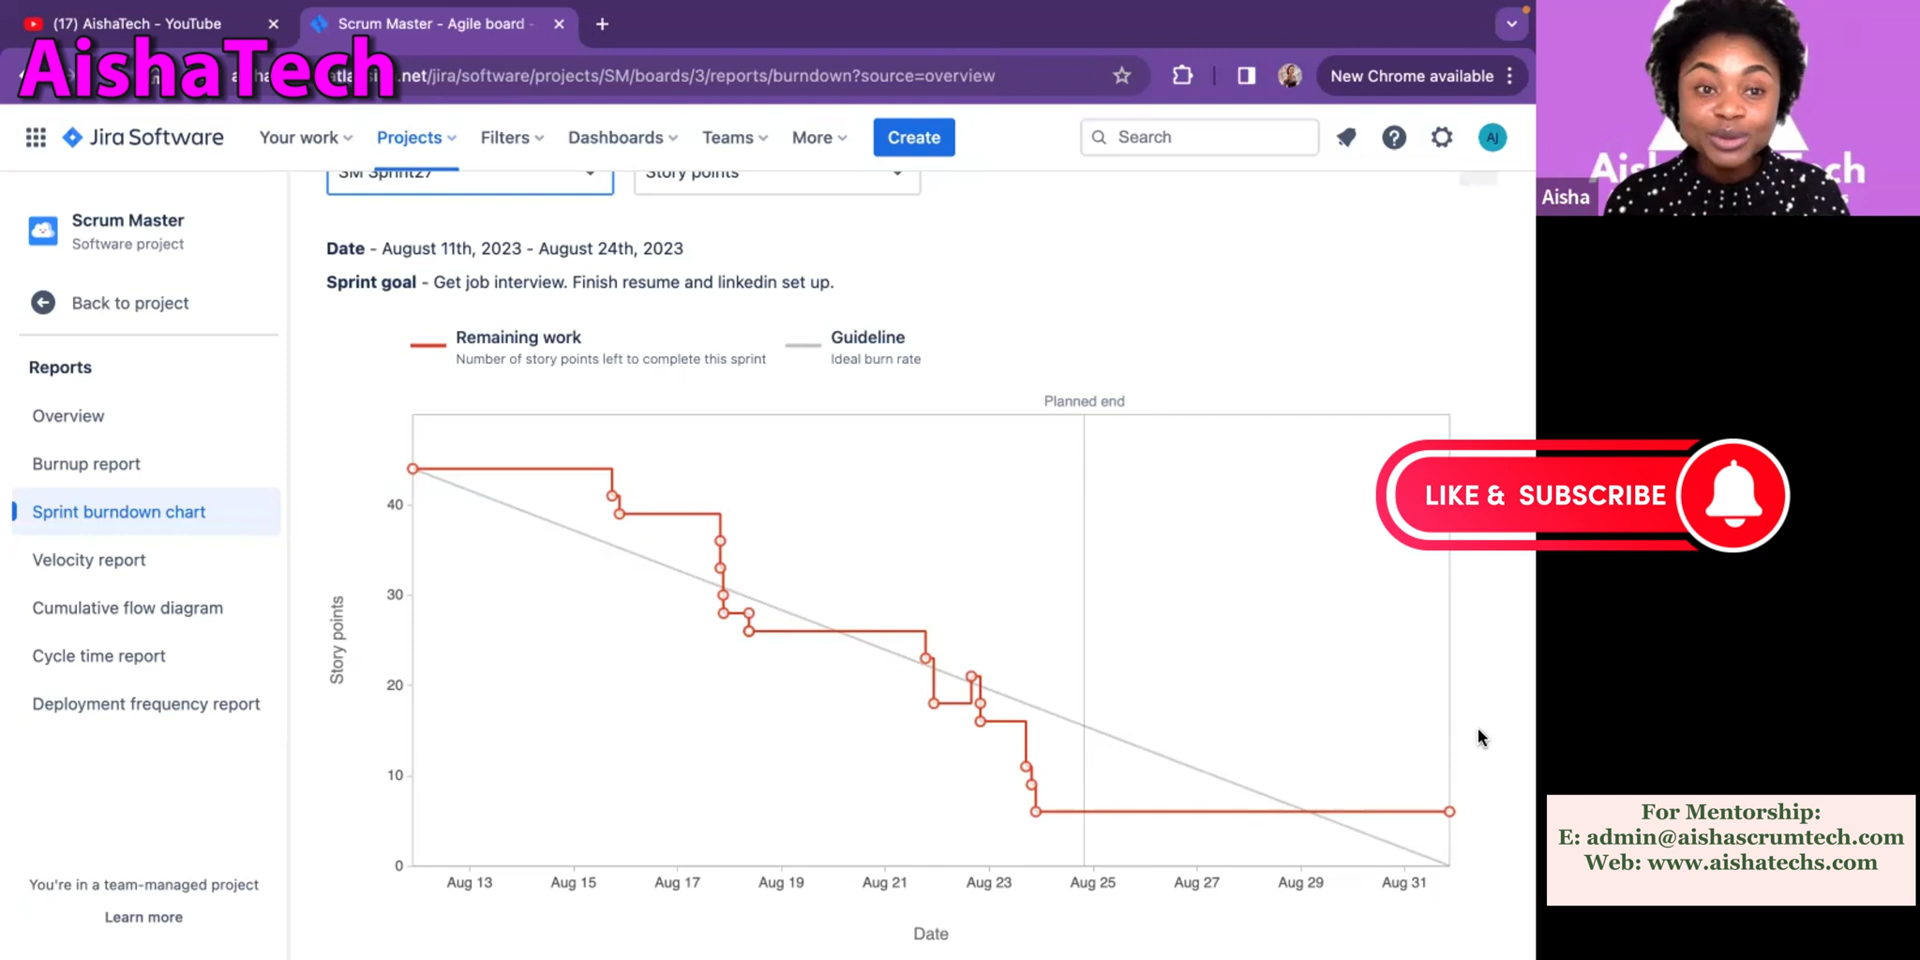 (17) AishaTech - YouTube
Scrum Master - Agile board -
AishaTech
.net/jira/software/projects/SM/boards/3/reports/burndown?source=overview
New Chrome available
Jira Software
Your work
Projects
Filters
Dashboards
Teams
More
Create
Search
AJ
Aisha
SM Sprint27
Story points
Scrum Master
Software project
Back to project
Reports
Overview
Burnup report
Sprint burndown chart
Velocity report
Cumulative flow diagram
Cycle time report
Deployment frequency report
You're in a team-managed project
Learn more
Date - August 11th, 2023 - August 24th, 2023
Sprint goal - Get job interview. Finish resume and linkedin set up.
Remaining work
Number of story points left to complete this sprint
Guideline
Ideal burn rate
Planned end
Story points
40
30
20
10
0
Aug 13
Aug 15
Aug 17
Aug 19
Aug 21
Aug 23
Aug 25
Aug 27
Aug 29
Aug 31
Date
LIKE & SUBSCRIBE
For Mentorship:
E: admin@aishascrumtech.com
Web: www.aishatechs.com